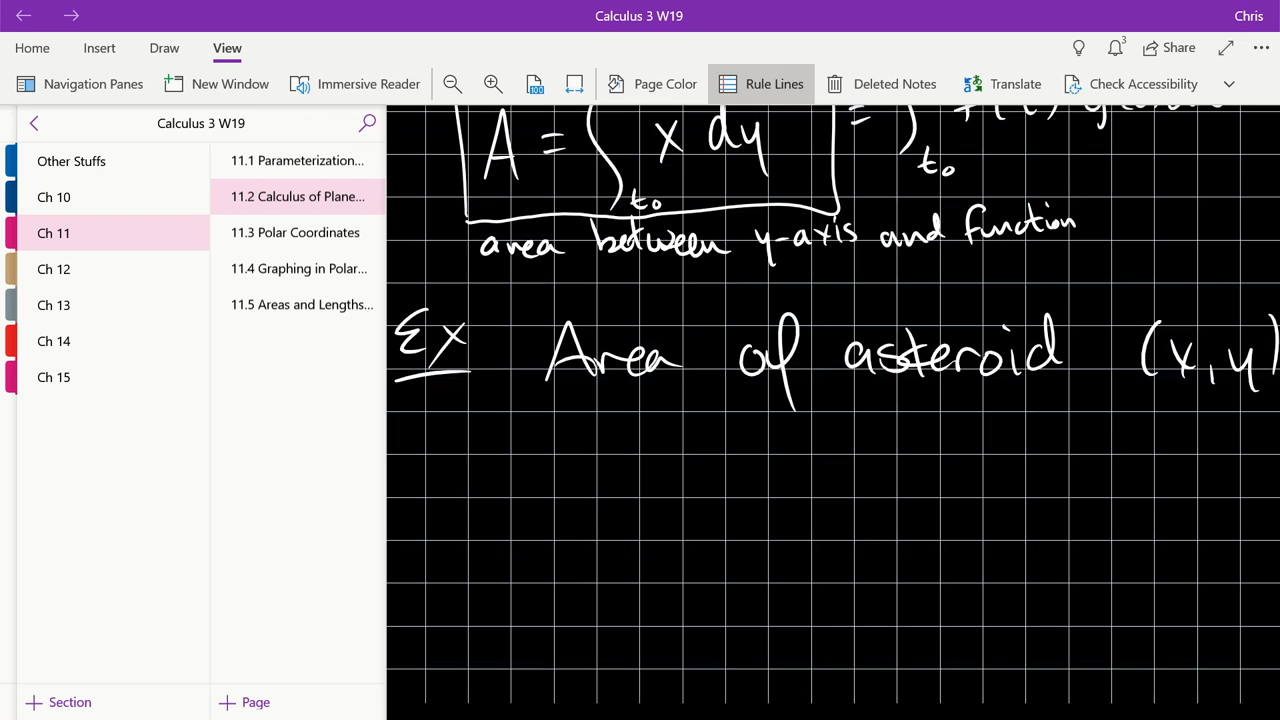 Calculus 3 W19
Chris
Home Insert Draw View
3 Share
Navigation Panes New Window Immersive Reader 100 Page Color Rule Lines Deleted Notes Translate Check Accessibility
Calculus 3 W19
Other Stuffs
Ch 10
Ch 11
Ch 12
Ch 13
Ch 14
Ch 15
11.1 Parameterization...
11.2 Calculus of Plane...
11.3 Polar Coordinates
11.4 Graphing in Polar...
11.5 Areas and Lengths...
+ Section
+ Page
A = ∫ t₀ x dy = ∫ t₀
area between y-axis and function
Ex Area of asteroid (x,y)